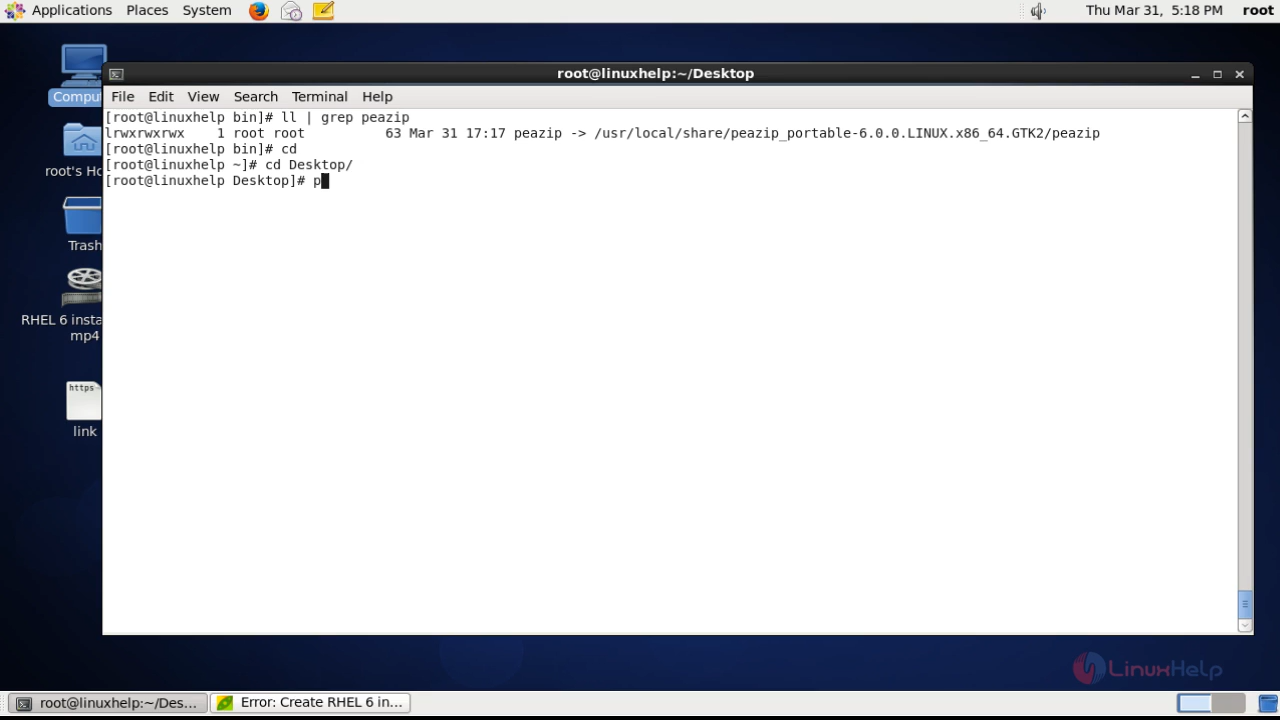 Applications Places System Thu Mar 31, 5:18 PM root
root@linuxhelp:~/Desktop
File Edit View Search Terminal Help
[root@linuxhelp bin]# ll | grep peazip
lrwxrwxrwx 1 root root 63 Mar 31 17:17 peazip -> /usr/local/share/peazip_portable-6.0.0.LINUX.x86_64.GTK2/peazip
[root@linuxhelp bin]# cd
[root@linuxhelp ~]# cd Desktop/
[root@linuxhelp Desktop]# p
Comput
root's Ho
Trash
RHEL 6 insta
mp4
https
link
LinuxHelp
root@linuxhelp:~/Des... Error: Create RHEL 6 in...